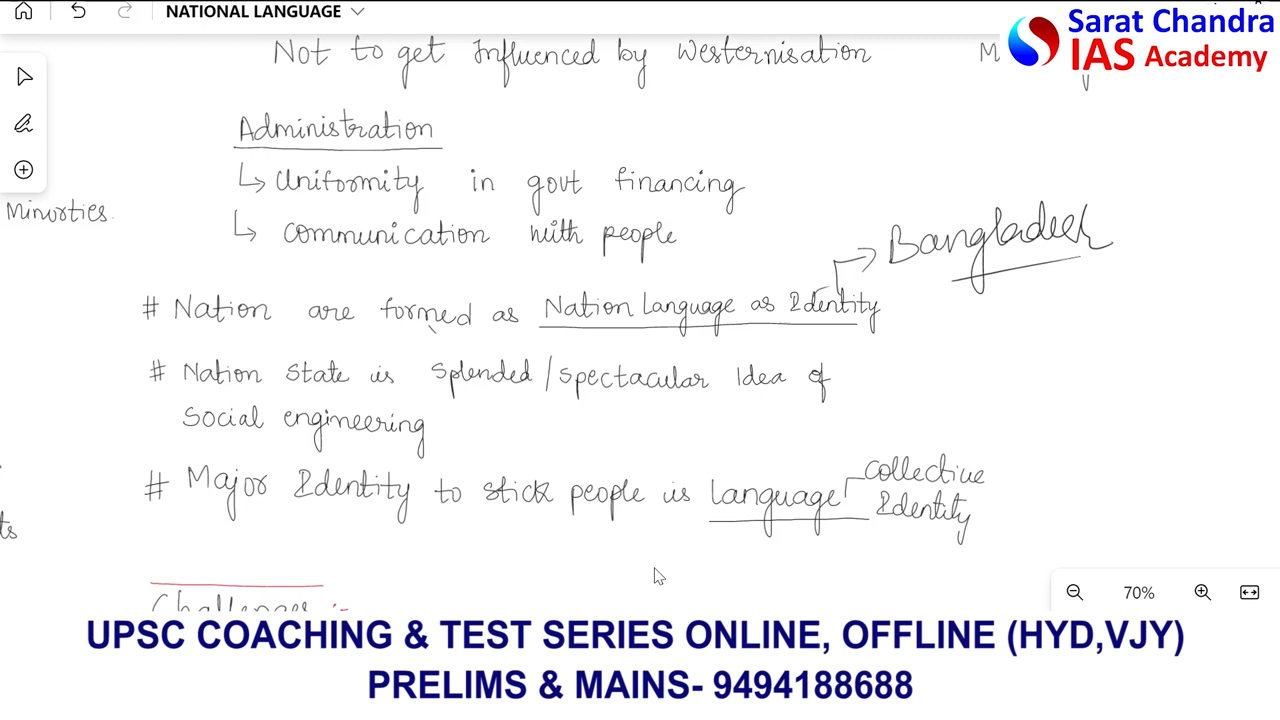 NATIONAL LANGUAGE
Sarat Chandra
IAS Academy
Not to get Influenced by Westernisation
M
Administration
↳ Uniformity in govt financing
Minorties.
↳ Communication with people
Bangladesh
# Nation are formed as Nation Language as Identity
# Nation State is Splended/Spectacular Idea of
Social engineering
# Major Identity to stick people is language
Collective
Identity
ts
Challenges :-
70%
UPSC COACHING & TEST SERIES ONLINE, OFFLINE (HYD,VJY)
PRELIMS & MAINS- 9494188688